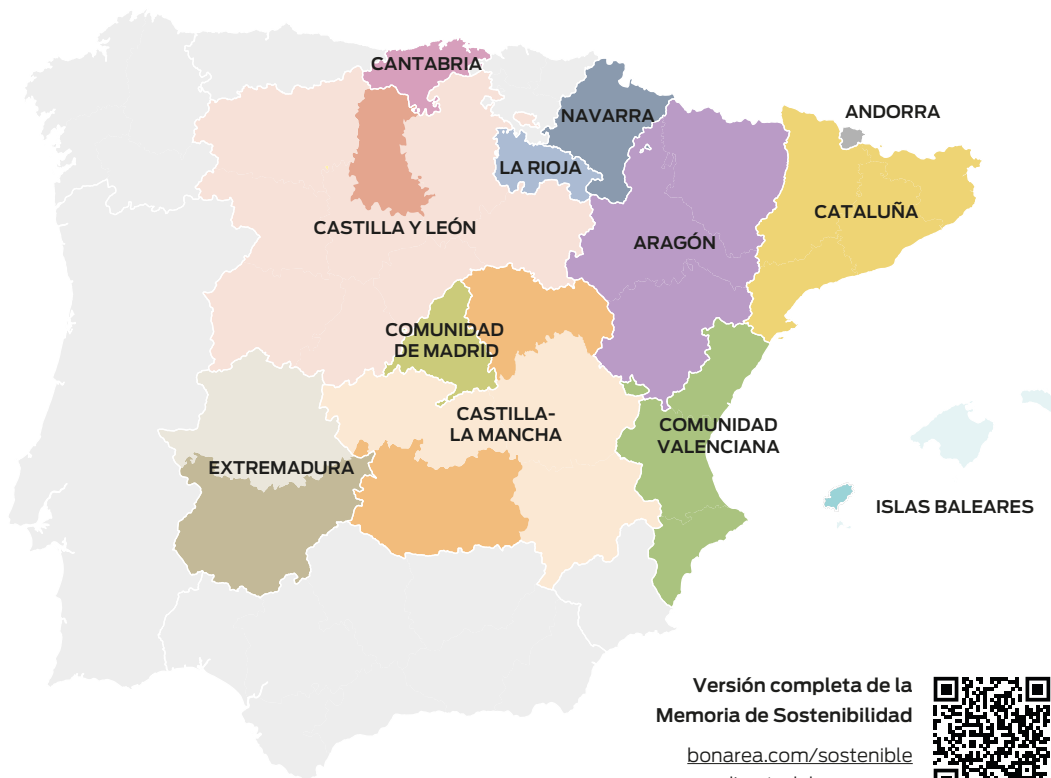 CANTABRIA
NAVARRA
ANDORRA
LA RIOJA
CATALUÑA
CASTILLA Y LEÓN
ARAGÓN
COMUNIDAD
DE MADRID
CASTILLA-
LA MANCHA
COMUNIDAD
VALENCIANA
EXTREMADURA
ISLAS BALEARES
Versión completa de la
Memoria de Sostenibilidad
bonarea.com/sostenible